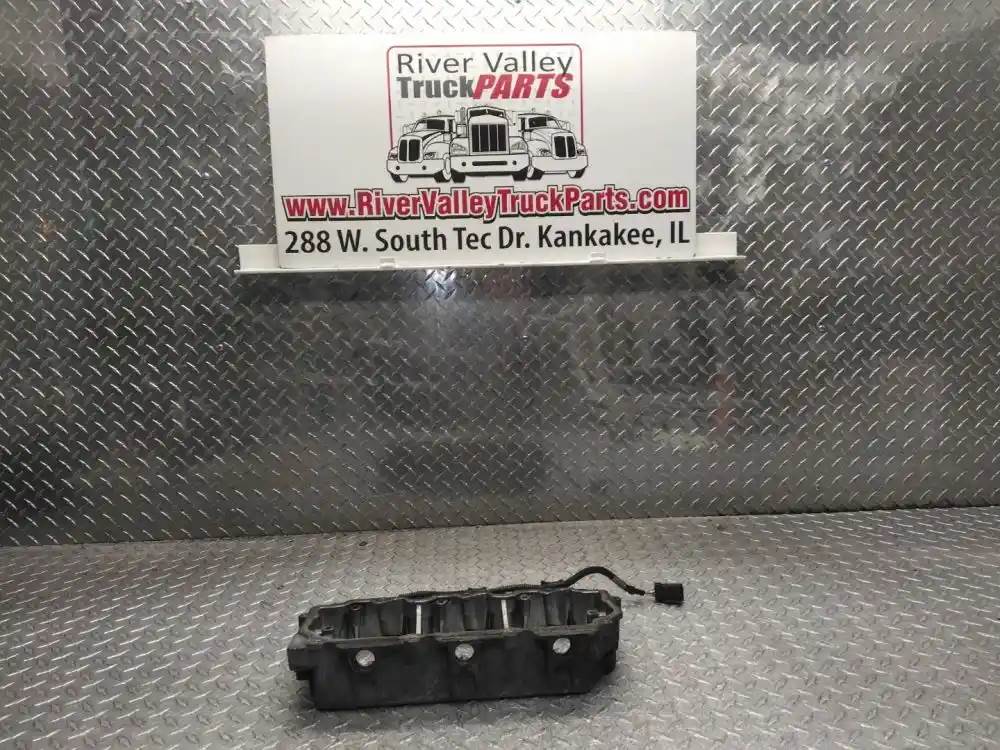 River Valley
TruckPARTS
www.RiverValleyTruckParts.com
288 W. South Tec Dr. Kankakee, IL